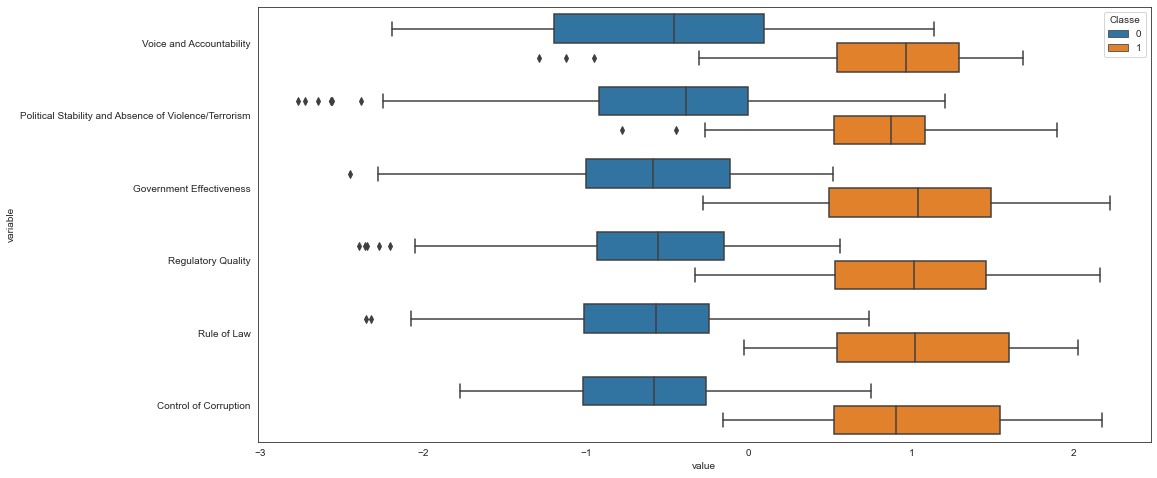 Classe
0
1
Voice and Accountability
Political Stability and Absence of Violence/Terrorism
Government Effectiveness
Regulatory Quality
Rule of Law
Control of Corruption
variable
−3 −2 −1 0 1 2
value